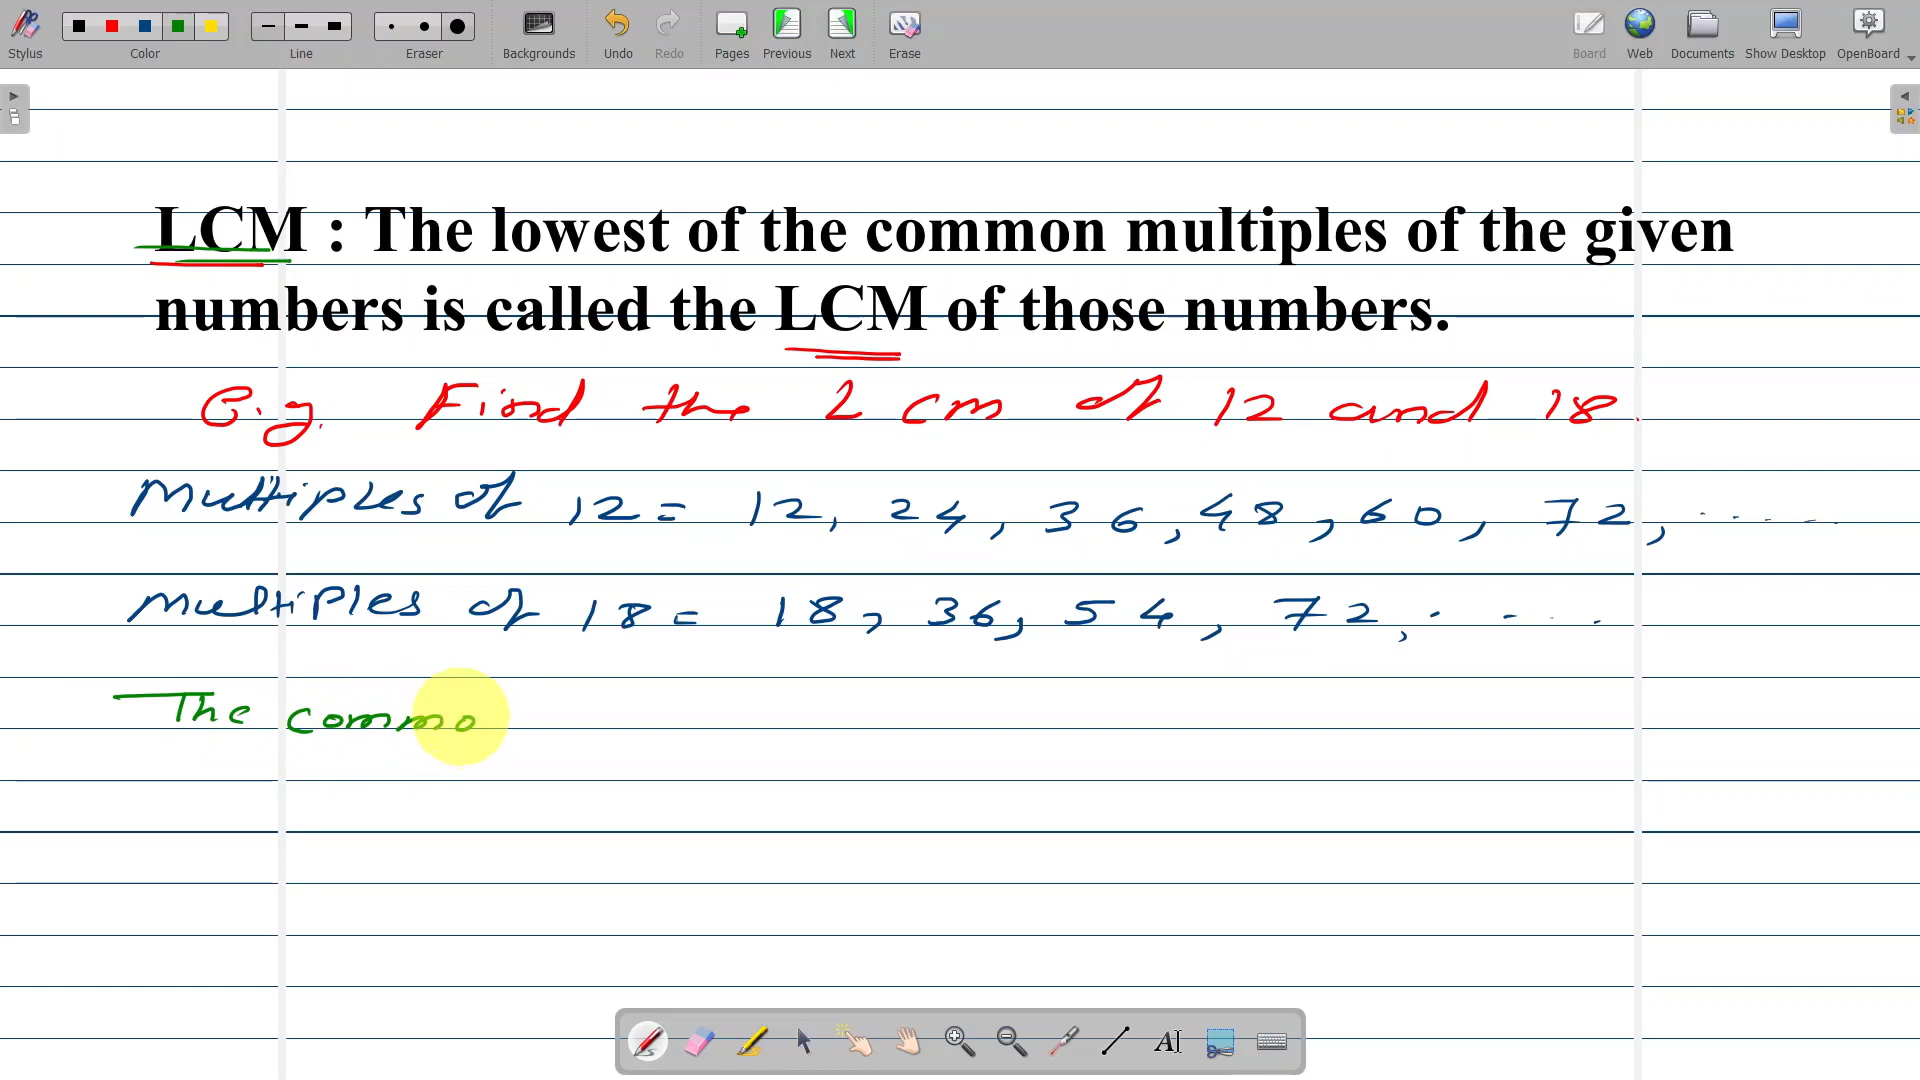 Stylus Color Line Eraser Backgrounds Undo Redo Pages Previous Next Erase Board Web Documents Show Desktop OpenBoard
LCM : The lowest of the common multiples of the given
numbers is called the LCM of those numbers.
e.g. Find the LCM of 12 and 18.
Multiples of 12 = 12, 24, 36, 48, 60, 72, .....
Multiples of 18 = 18, 36, 54, 72, .....
The commo